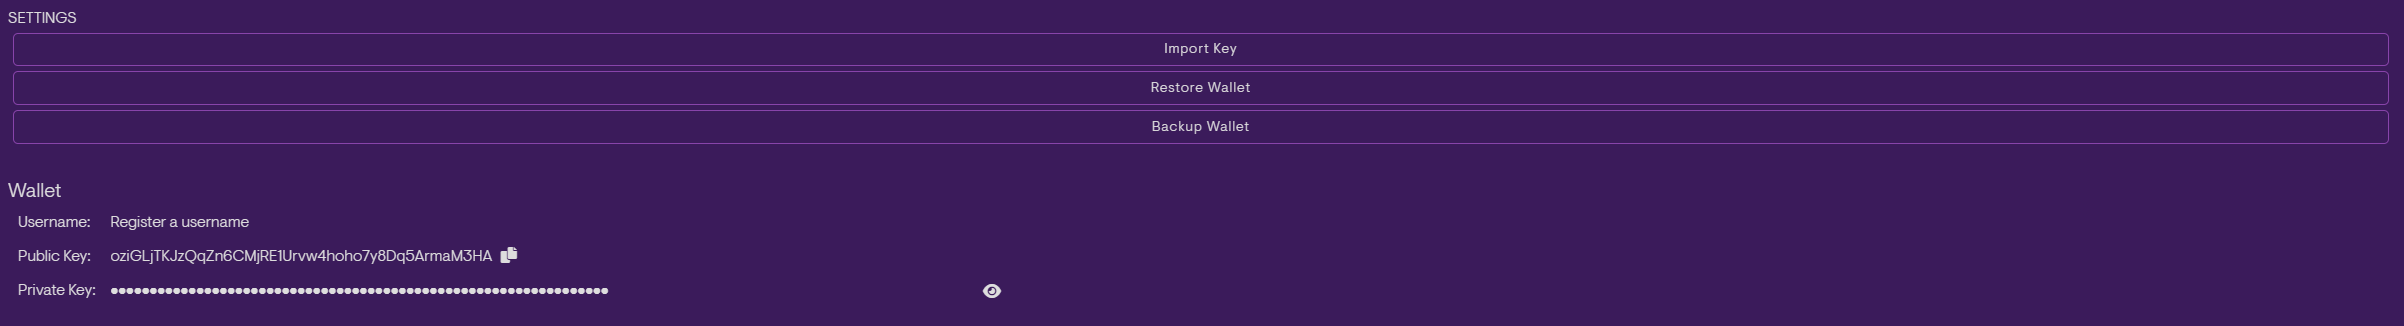 SETTINGS
Import Key
Restore Wallet
Backup Wallet
Wallet
Username: Register a username
Public Key: oziGLjTKJzQqZn6CMjRE1Urvw4hoho7y8Dq5ArmaM3HA
Private Key: ••••••••••••••••••••••••••••••••••••••••••••••••••••••••••••••••